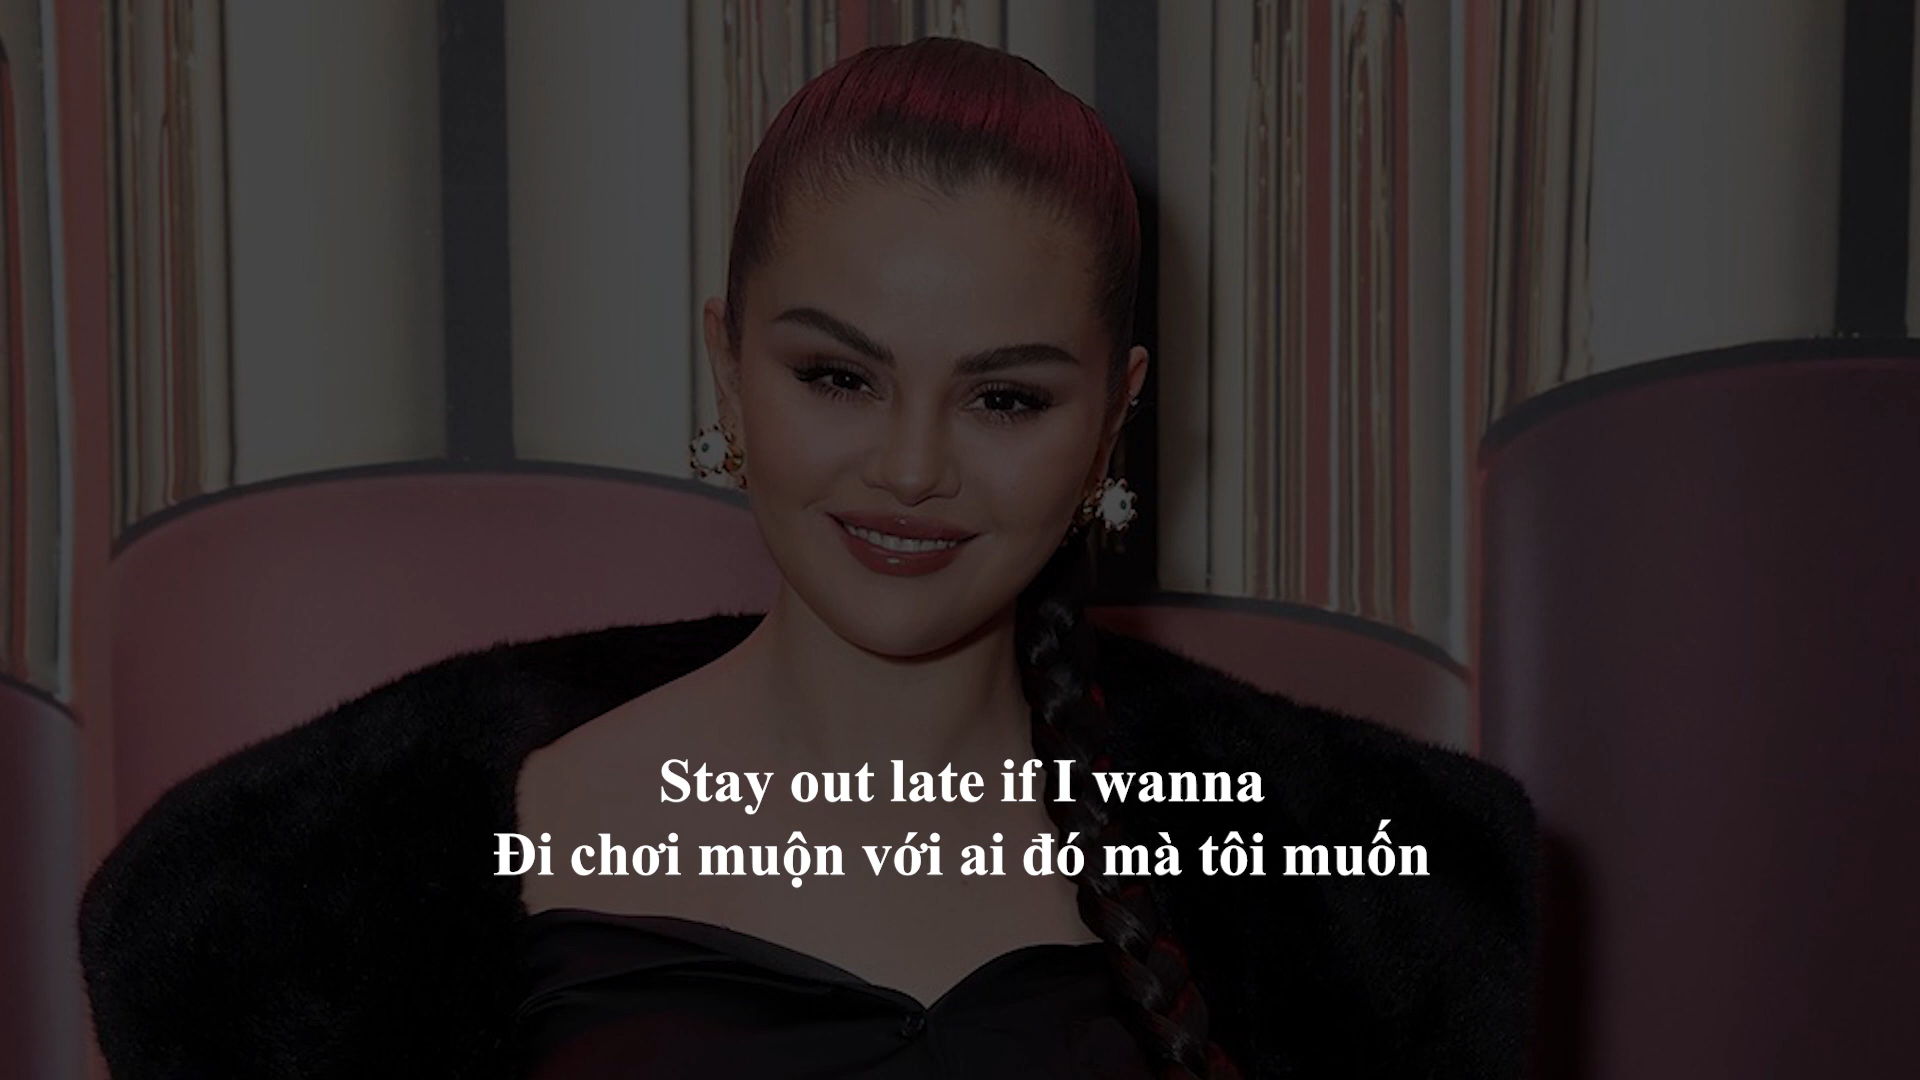 Stay out late if I wanna
Đi chơi muộn với ai đó mà tôi muốn